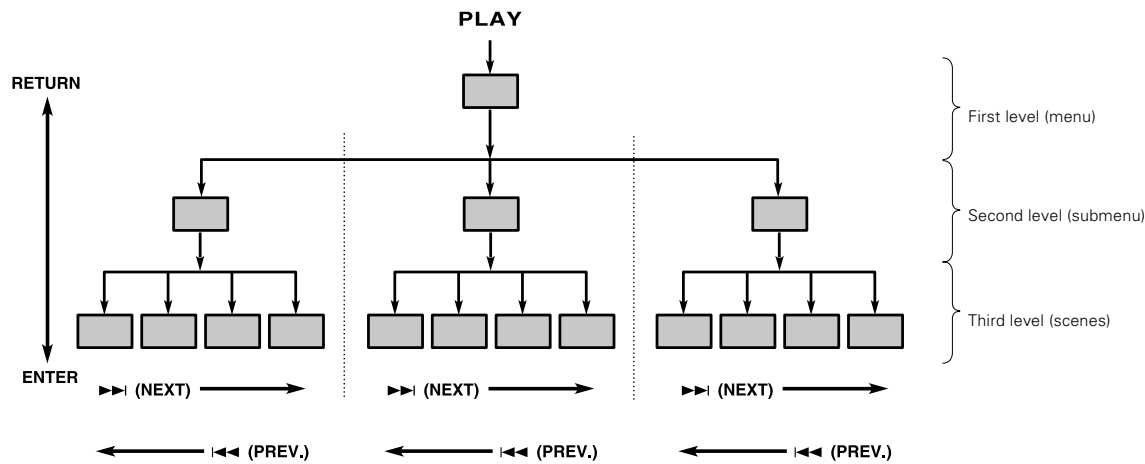 PLAY
RETURN
First level (menu)
Second level (submenu)
Third level (scenes)
ENTER
(NEXT)
(NEXT)
(NEXT)
(PREV.)
(PREV.)
(PREV.)